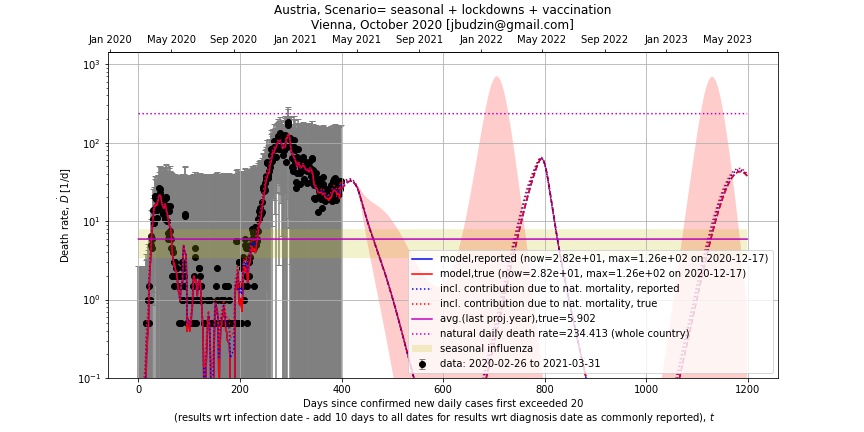 Austria, Scenario= seasonal + lockdowns + vaccination
Vienna, October 2020 [jbudzin@gmail.com]
Jan 2020 May 2020 Sep 2020 Jan 2021 May 2021 Sep 2021 Jan 2022 May 2022 Sep 2022 Jan 2023 May 2023
10³
10²
10¹
10⁰
10⁻¹
Death rate, D [1/d]
model,reported (now=2.82e+01, max=1.26e+02 on 2020-12-17)
model,true (now=2.82e+01, max=1.26e+02 on 2020-12-17)
incl. contribution due to nat. mortality, reported
incl. contribution due to nat. mortality, true
avg.(last proj.year),true=5.902
natural daily death rate=234.413 (whole country)
seasonal influenza
data: 2020-02-26 to 2021-03-31
0 200 400 600 800 1000 1200
Days since confirmed new daily cases first exceeded 20
(results wrt infection date - add 10 days to all dates for results wrt diagnosis date as commonly reported), t